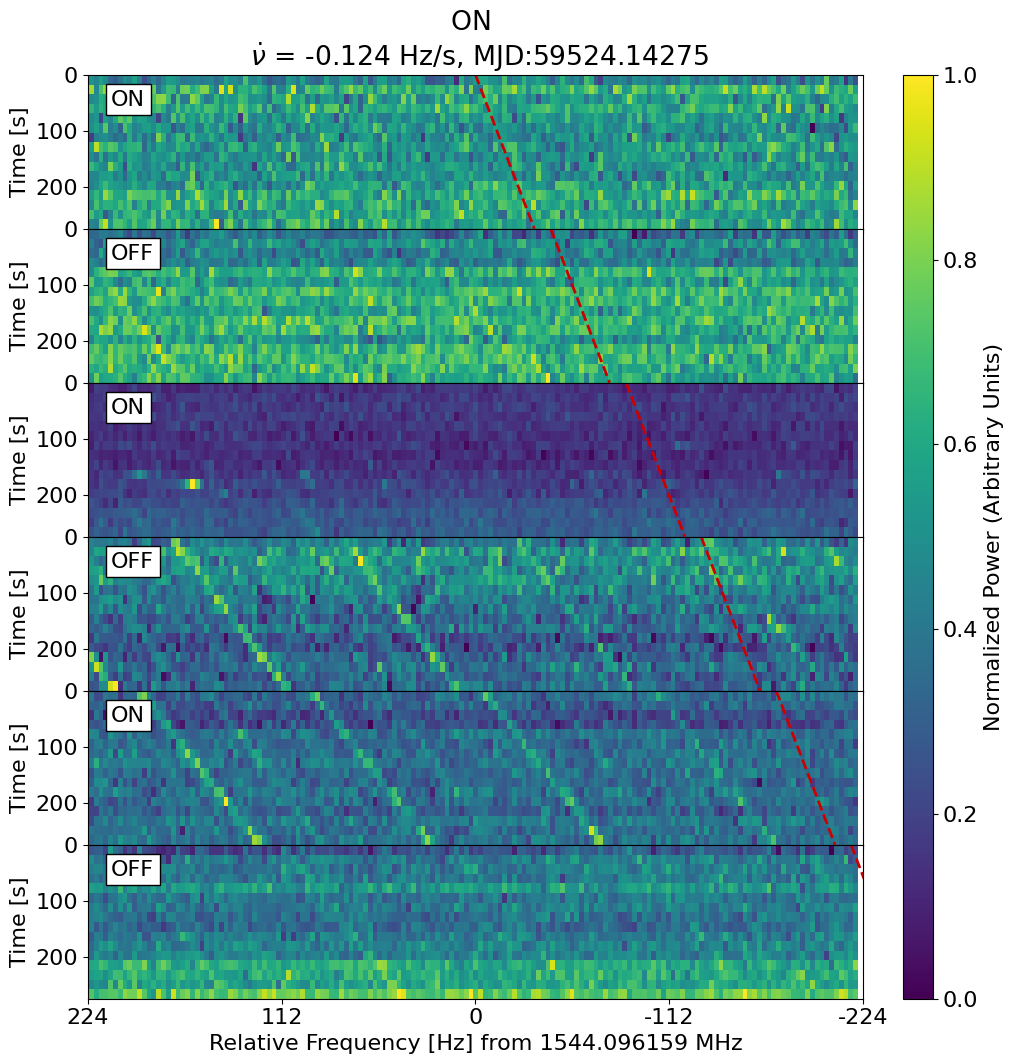 ON
ν̇ = -0.124 Hz/s, MJD:59524.14275
0
ON
100
Time [s]
200
0
OFF
100
Time [s]
200
0
ON
100
Time [s]
200
0
OFF
100
Time [s]
200
0
ON
100
Time [s]
200
0
OFF
100
Time [s]
200
224 112 0 -112 -224
Relative Frequency [Hz] from 1544.096159 MHz
1.0
0.8
0.6
0.4
0.2
0.0
Normalized Power (Arbitrary Units)